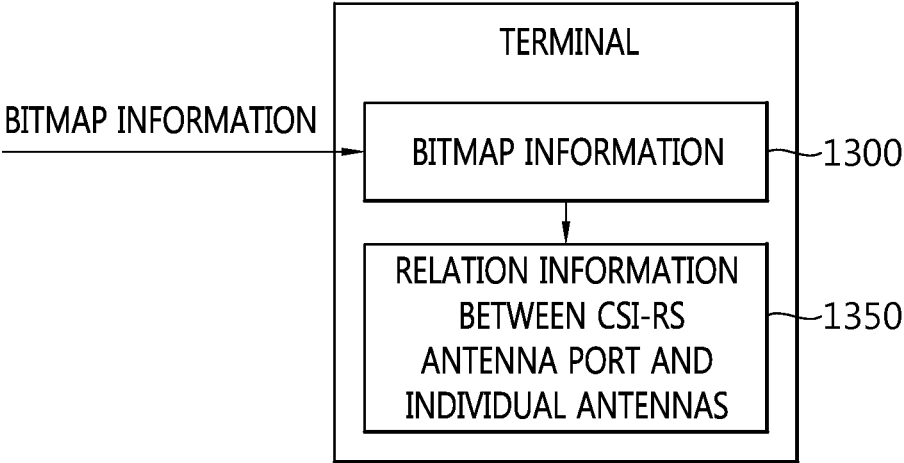 TERMINAL
BITMAP INFORMATION
BITMAP INFORMATION
1300
RELATION INFORMATION
BETWEEN CSI-RS
ANTENNA PORT AND
INDIVIDUAL ANTENNAS
1350